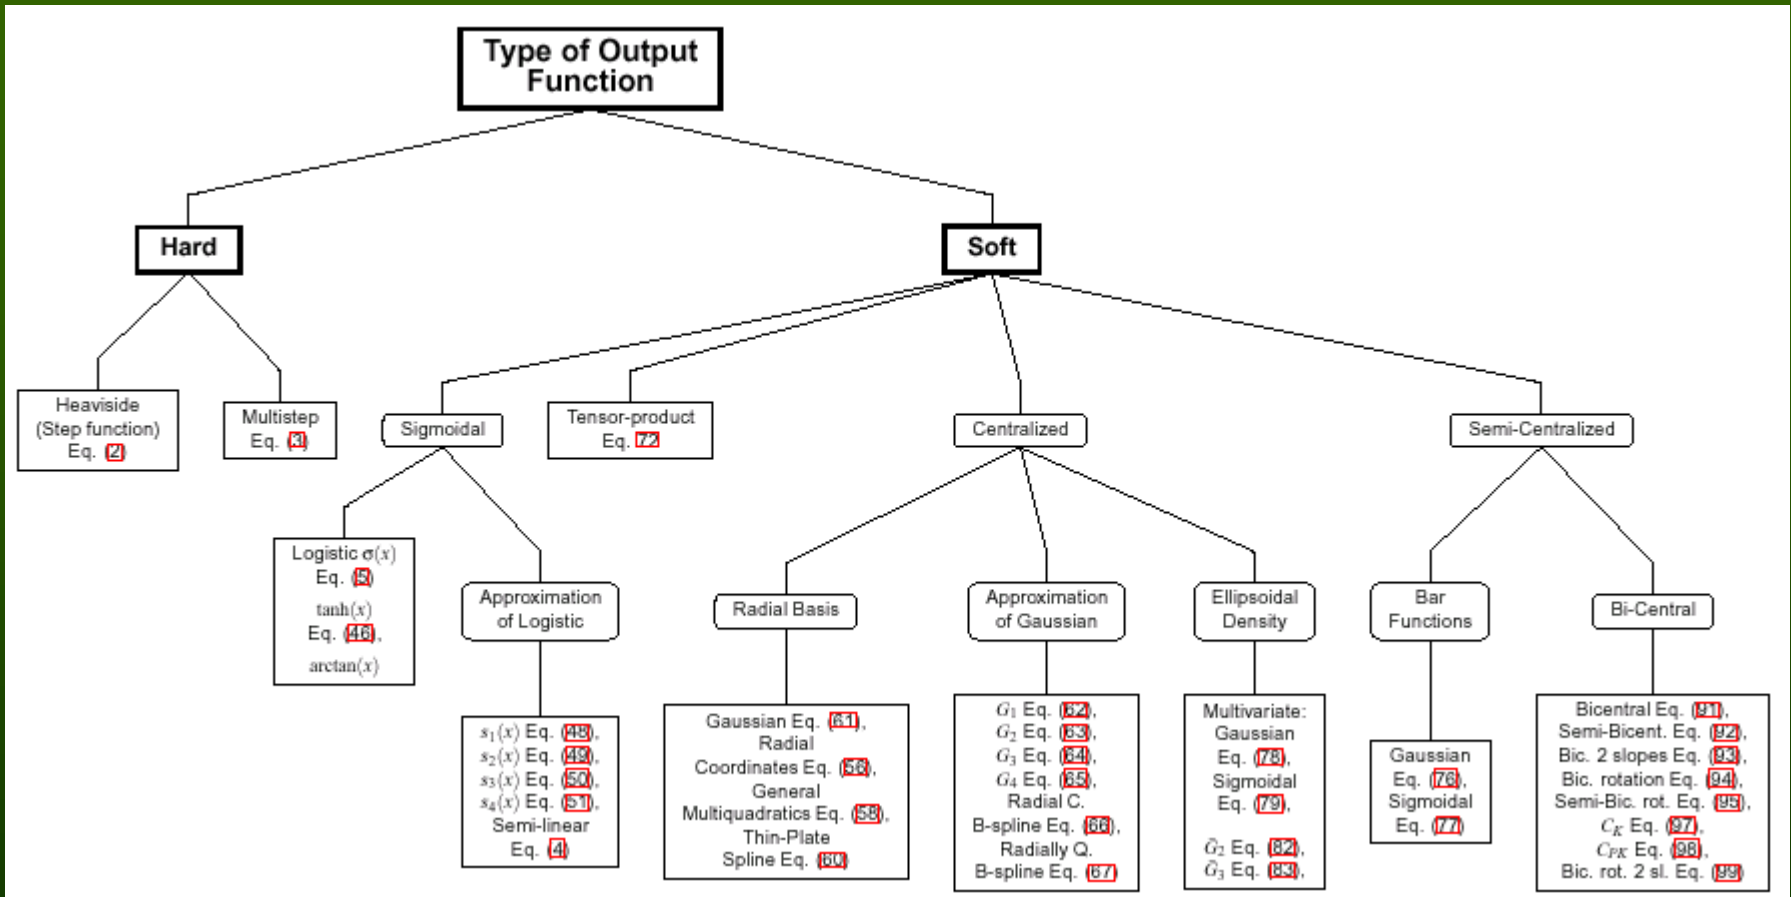 Type of Output
Function
Hard
Soft
Heaviside
(Step function)
Eq. (2)
Multistep
Eq. (3)
Sigmoidal
Tensor-product
Eq. 72
Centralized
Semi-Centralized
Logistic σ(x)
Eq. (5)
tanh(x)
Eq. (46),
arctan(x)
Approximation
of Logistic
Radial Basis
Approximation
of Gaussian
Ellipsoidal
Density
Bar
Functions
Bi-Central
s₁(x) Eq. (48),
s₂(x) Eq. (49),
s₃(x) Eq. (50),
s₄(x) Eq. (51),
Semi-linear
Eq. (4)
Gaussian Eq. (61),
Radial
Coordinates Eq. (56),
General
Multiquadratics Eq. (58),
Thin-Plate
Spline Eq. (60)
G₁ Eq. (62),
G₂ Eq. (63),
G₃ Eq. (64),
G₄ Eq. (65),
Radial C.
B-spline Eq. (66),
Radially Q.
B-spline Eq. (67)
Multivariate:
Gaussian
Eq. (78),
Sigmoidal
Eq. (79),
Ḡ₂ Eq. (82),
Ḡ₃ Eq. (83),
Gaussian
Eq. (76),
Sigmoidal
Eq. (77)
Bicentral Eq. (91),
Semi-Bicent. Eq. (92),
Bic. 2 slopes Eq. (93),
Bic. rotation Eq. (94),
Semi-Bic. rot. Eq. (95),
C_K Eq. (97),
C_PK Eq. (98),
Bic. rot. 2 sl. Eq. (99)